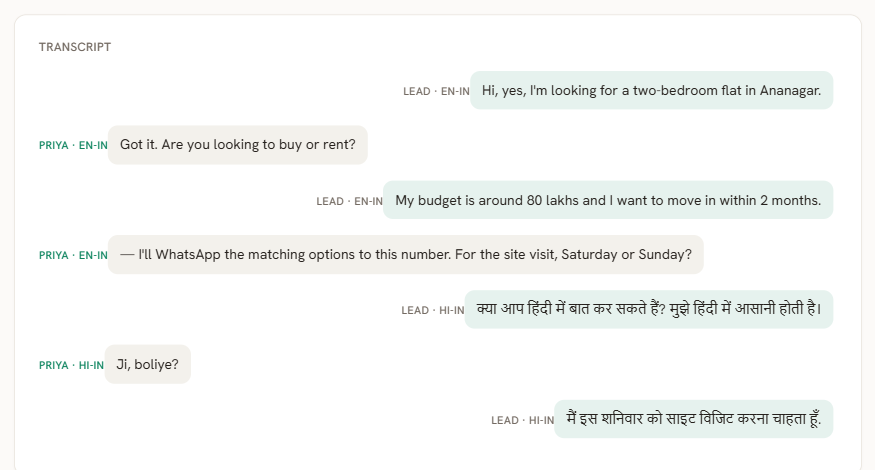 TRANSCRIPT
LEAD · EN-IN Hi, yes, I'm looking for a two-bedroom flat in Ananagar.
PRIYA · EN-IN Got it. Are you looking to buy or rent?
LEAD · EN-IN My budget is around 80 lakhs and I want to move in within 2 months.
PRIYA · EN-IN — I'll WhatsApp the matching options to this number. For the site visit, Saturday or Sunday?
LEAD · HI-IN क्या आप हिंदी में बात कर सकते हैं? मुझे हिंदी में आसानी होती है।
PRIYA · HI-IN Ji, boliye?
LEAD · HI-IN मैं इस शनिवार को साइट विजिट करना चाहता हूँ.